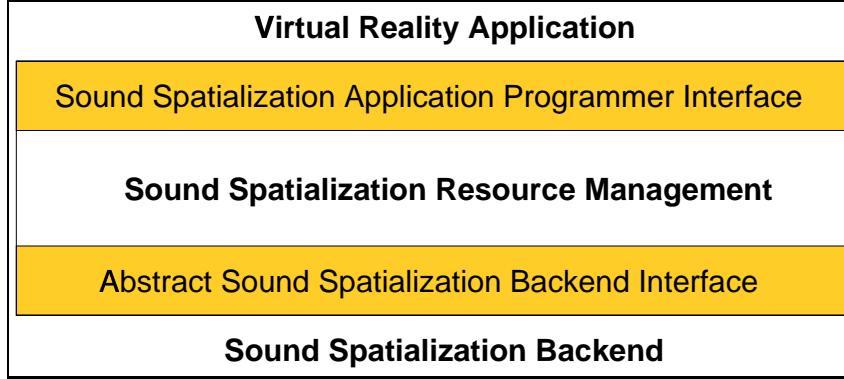 Virtual Reality Application
Sound Spatialization Application Programmer Interface
Sound Spatialization Resource Management
Abstract Sound Spatialization Backend Interface
Sound Spatialization Backend